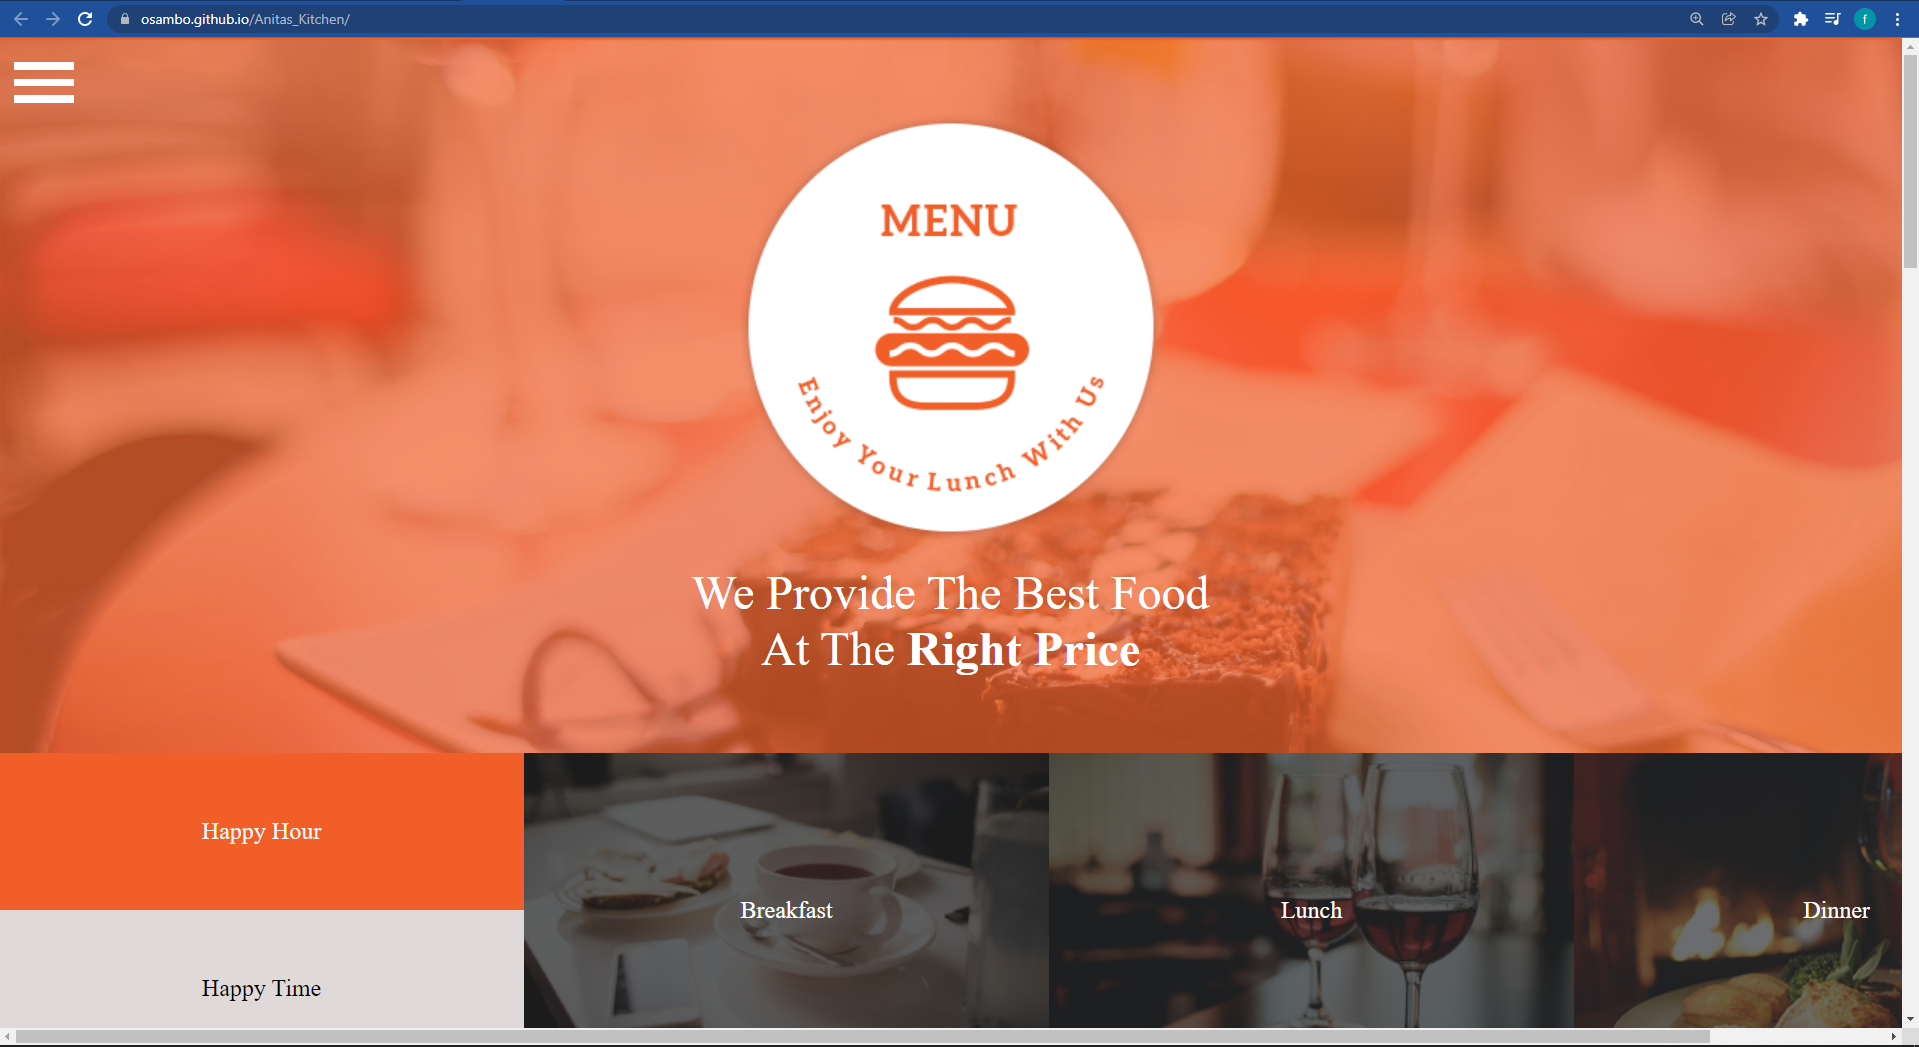 osambo.github.io/Anitas_Kitchen/
f
MENU
Enjoy Your Lunch With Us
We Provide The Best Food
At The Right Price
Happy Hour
Breakfast
Lunch
Dinner
Happy Time